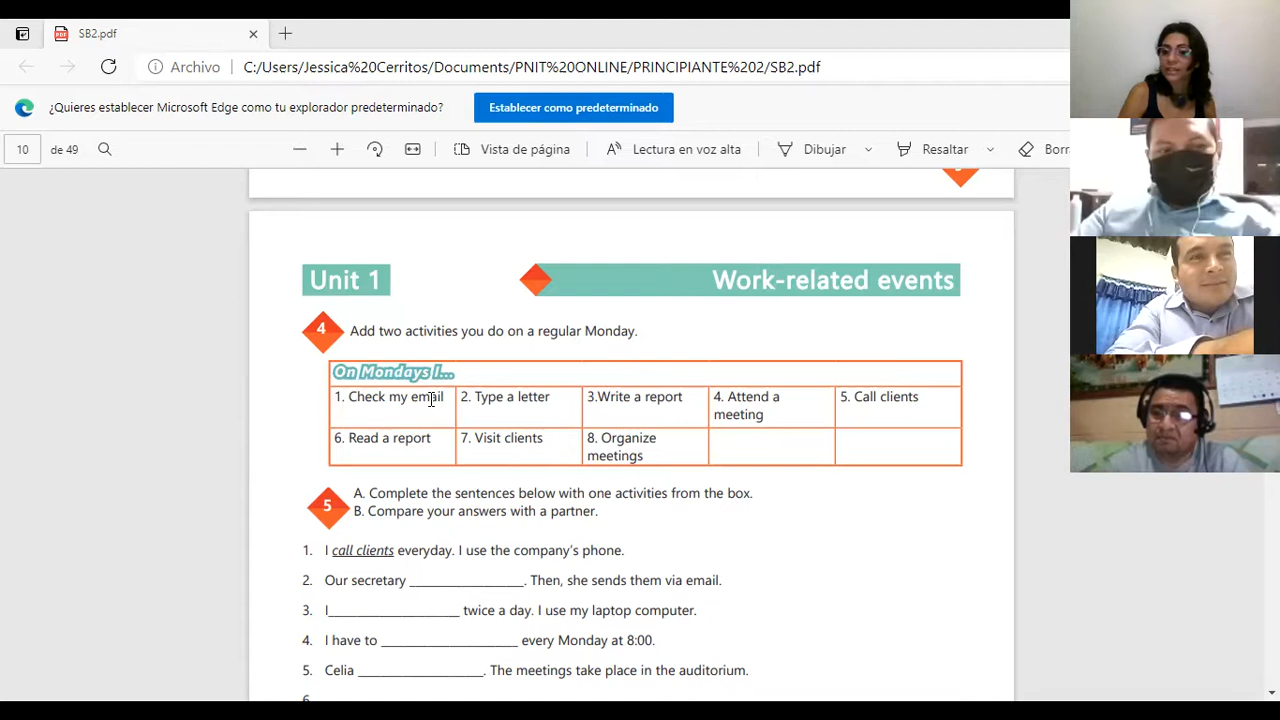 SB2.pdf
Archivo C:/Users/Jessica%20Cerritos/Documents/PNIT%20ONLINE/PRINCIPIANTE%202/SB2.pdf
¿Quieres establecer Microsoft Edge como tu explorador predeterminado? Establecer como predeterminado
10 de 49 Vista de página Lectura en voz alta Dibujar Resaltar
Unit 1 Work-related events
4 Add two activities you do on a regular Monday.
On Mondays I...
1. Check my email 2. Type a letter 3.Write a report 4. Attend a meeting 5. Call clients
6. Read a report 7. Visit clients 8. Organize meetings
5 A. Complete the sentences below with one activities from the box.
B. Compare your answers with a partner.
1. I call clients everyday. I use the company's phone.
2. Our secretary _________________. Then, she sends them via email.
3. I____________________ twice a day. I use my laptop computer.
4. I have to _____________________ every Monday at 8:00.
5. Celia ___________________. The meetings take place in the auditorium.